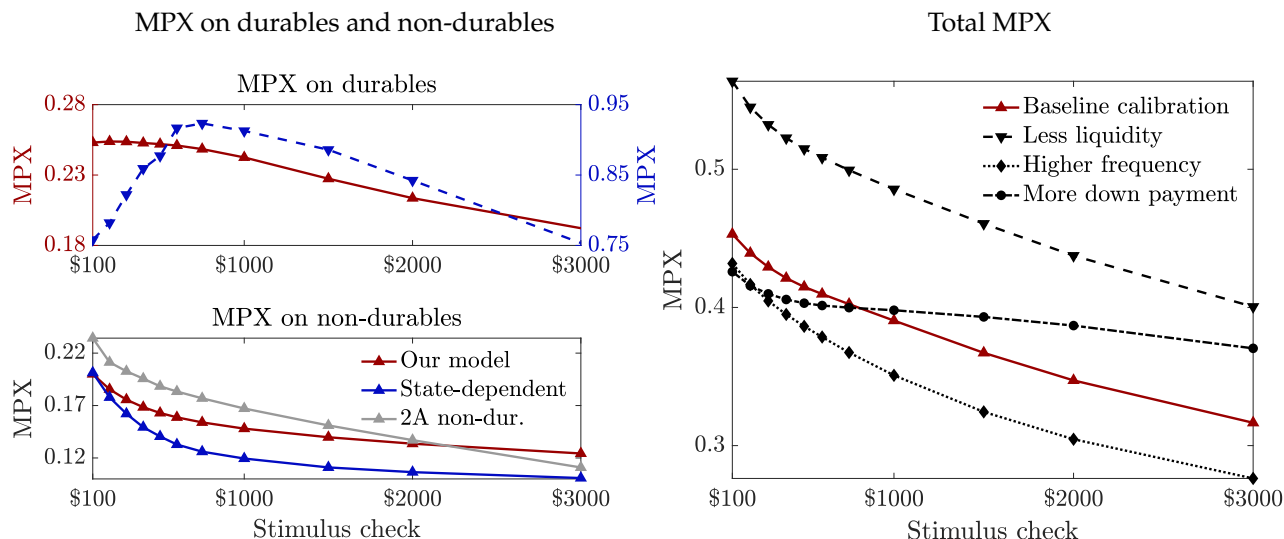 MPX on durables and non-durables
MPX on durables
0.28
0.23
0.18
MPX
0.95
0.85
0.75
MPX
$100
$1000
$2000
$3000
MPX on non-durables
0.22
0.17
0.12
MPX
Our model
State-dependent
2A non-dur.
$100
$1000
$2000
$3000
Stimulus check
Total MPX
0.5
0.4
0.3
MPX
Baseline calibration
Less liquidity
Higher frequency
More down payment
$100
$1000
$2000
$3000
Stimulus check